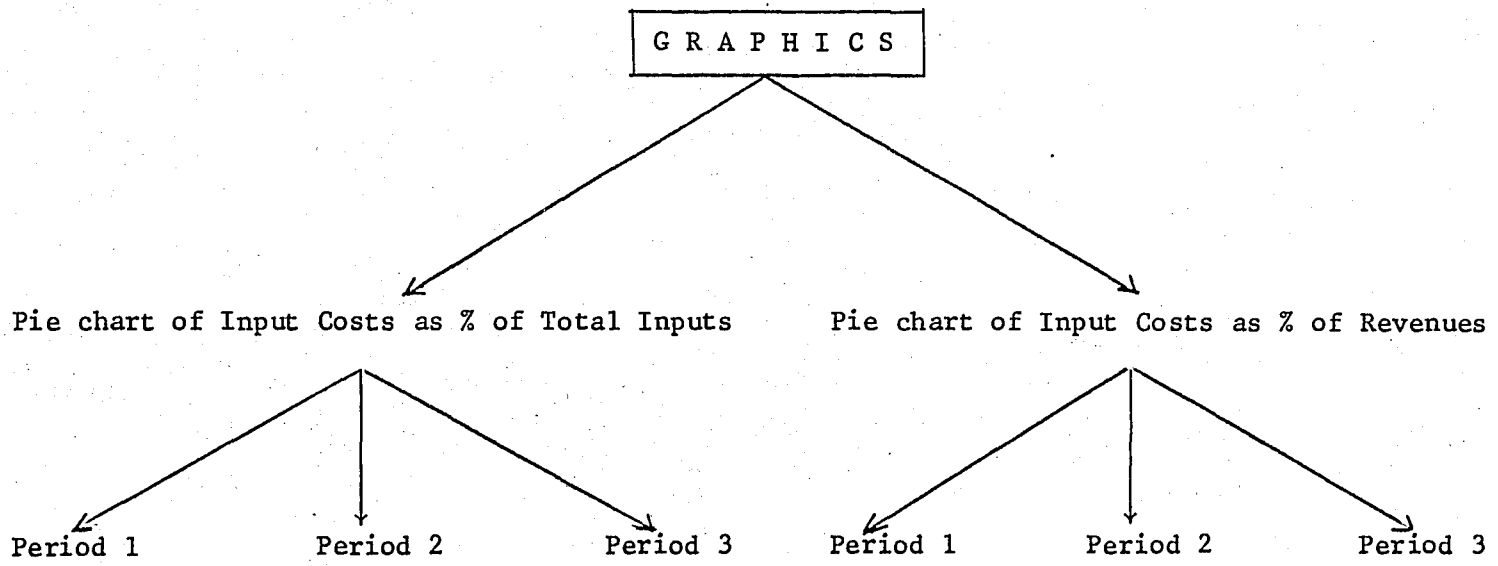 G R A P H I C S
Pie chart of Input Costs as % of Total Inputs
Pie chart of Input Costs as % of Revenues
Period 1 Period 2 Period 3
Period 1 Period 2 Period 3